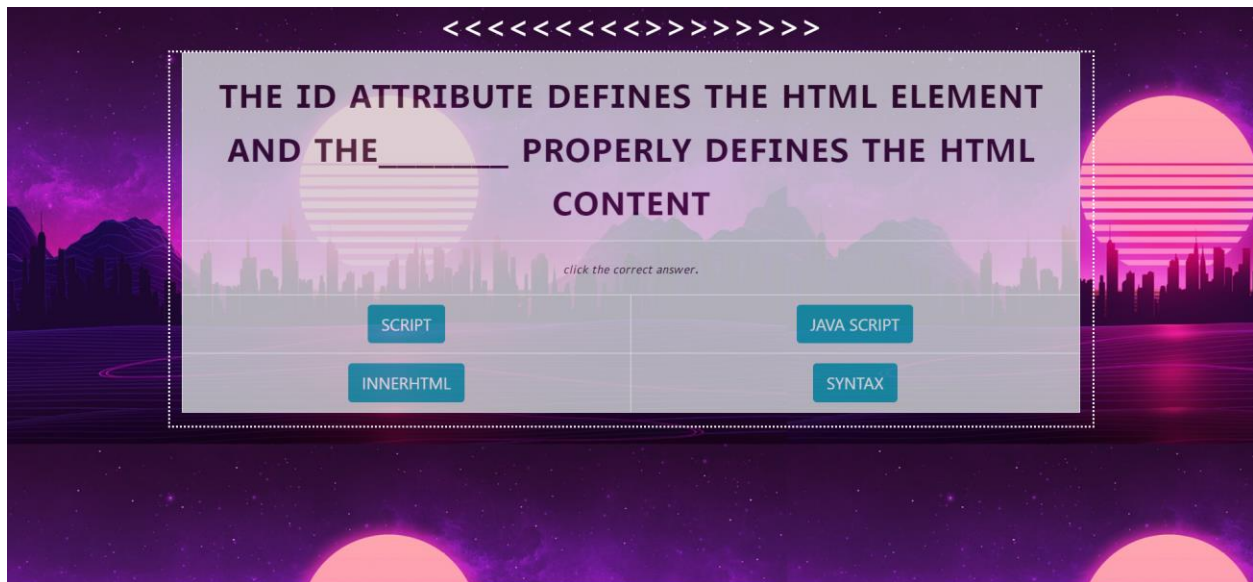 <<<<<<<<<>>>>>>>>
THE ID ATTRIBUTE DEFINES THE HTML ELEMENT
AND THE_______ PROPERLY DEFINES THE HTML
CONTENT
click the correct answer.
SCRIPT
JAVA SCRIPT
INNERHTML
SYNTAX